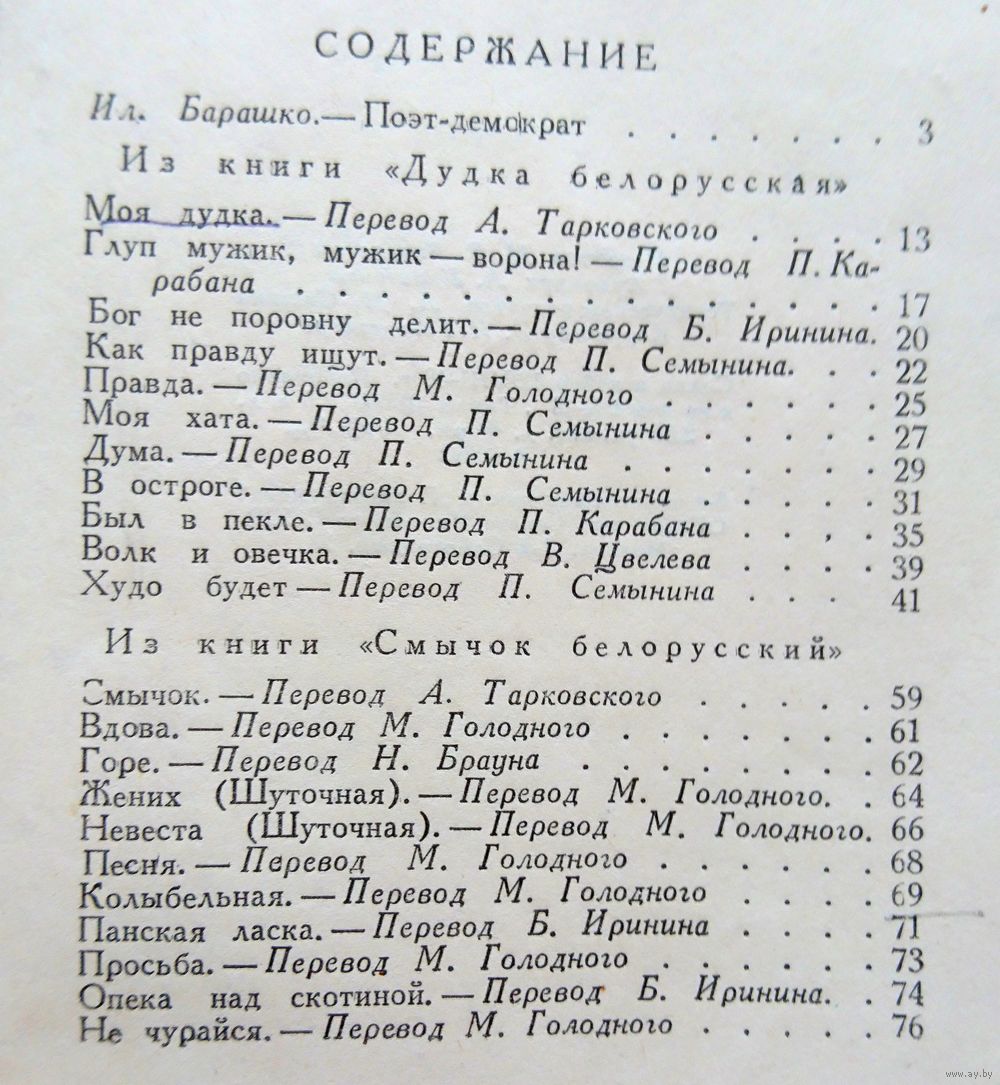 СОДЕРЖАНИЕ
Ил. Барашко.— Поэт-демократ . . . . . . . 3
Из книги «Дудка белорусская»
Моя дудка. — Перевод А. Тарковского . . . . 13
Глуп мужик, мужик — ворона! — Перевод П. Ка-
рабана . . . . . . . . . . . . . . . 17
Бог не поровну делит. — Перевод Б. Иринина. 20
Как правду ищут. — Перевод П. Семынина. . . 22
Правда. — Перевод М. Голодного . . . . . . 25
Моя хата. — Перевод П. Семынина . . . . . 27
Дума. — Перевод П. Семынина . . . . . . . 29
В остроге. — Перевод П. Семынина . . . . . 31
Был в пекле. — Перевод П. Карабана . . . . 35
Волк и овечка. — Перевод В. Цвелева . . . . 39
Худо будет — Перевод П. Семынина . . . 41
Из книги «Смычок белорусский»
Смычок. — Перевод А. Тарковского . . . . . 59
Вдова. — Перевод М. Голодного . . . . . . . 61
Горе. — Перевод Н. Брауна . . . . . . . . 62
Жених (Шуточная). — Перевод М. Голодного. . 64
Невеста (Шуточная). — Перевод М. Голодного. 66
Песня. — Перевод М. Голодного . . . . . . 68
Колыбельная. — Перевод М. Голодного . . . . 69
Панская ласка. — Перевод Б. Иринина . . . . 71
Просьба. — Перевод М. Голодного . . . . . . 73
Опека над скотиной. — Перевод Б. Иринина. . 74
Не чурайся. — Перевод М. Голодного . . . . . 76
www.ay.by